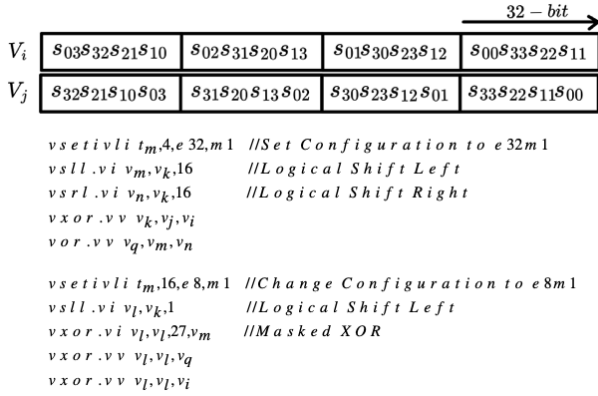 32 − bit
Vᵢ s₀₃s₃₂s₂₁s₁₀ s₀₂s₃₁s₂₀s₁₃ s₀₁s₃₀s₂₃s₁₂ s₀₀s₃₃s₂₂s₁₁
Vⱼ s₃₂s₂₁s₁₀s₀₃ s₃₁s₂₀s₁₃s₀₂ s₃₀s₂₃s₁₂s₀₁ s₃₃s₂₂s₁₁s₀₀
vsetivli tₘ,4,e 32,m1 //Set Configuration to e32m1
vsll.vi vₘ,vₖ,16 //Logical Shift Left
vsrl.vi vₙ,vₖ,16 //Logical Shift Right
vxor.vv vₖ,vⱼ,vᵢ
vor.vv v_q,vₘ,vₙ
vsetivli tₘ,16,e 8,m1 //Change Configuration to e8m1
vsll.vi vₗ,vₖ,1 //Logical Shift Left
vxor.vi vₗ,vₗ,27,vₘ //Masked XOR
vxor.vv vₗ,vₗ,v_q
vxor.vv vₗ,vₗ,vᵢ